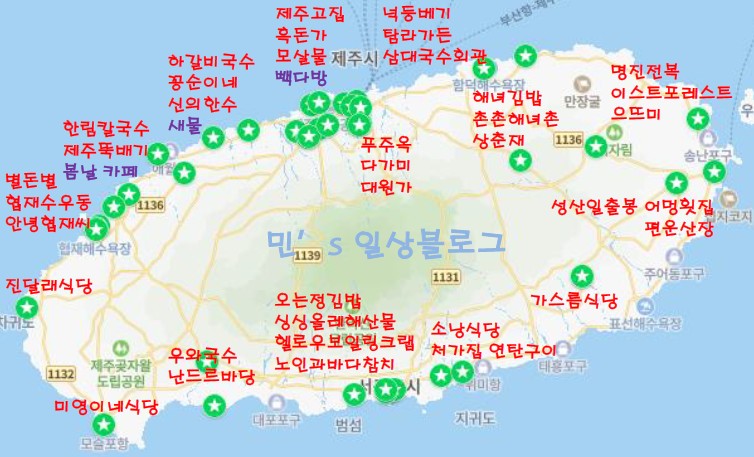 제주고집
흑돈가
모살물
빽다방
넉둥베기
탐라가든
삼대국수회관
부산항-제주
제주시
하갈비국수
꽁순이네
신의한수
새물
함덕해수욕장
만장굴
명진전복
이스트포레스트
으뜨미
해녀김밥
촌촌해녀촌
상춘재
1136
한림칼국수
제주뚝배기
봄날 카페
애월
푸주옥
다가미
대원가
송난포구
별돈별
협재수우동
안녕협재씨
1136
협재해수욕장
성산일출봉 어멍횟집
편운산장
민's 일상블로그
1139
1131
주어동포구
진달래식당
차귀도
오는정김밥
싱싱올레해산물
헬로우보일링크랩
노인과바다참치
가스름식당
표선해수욕장
소낭식당
처가집 연탄구이
우와국수
난드르바당
제주곶자왈
도립공원
1132
태흥포구
위미항
미영이네식당
대포포구
범섬
지귀도
모슬포항